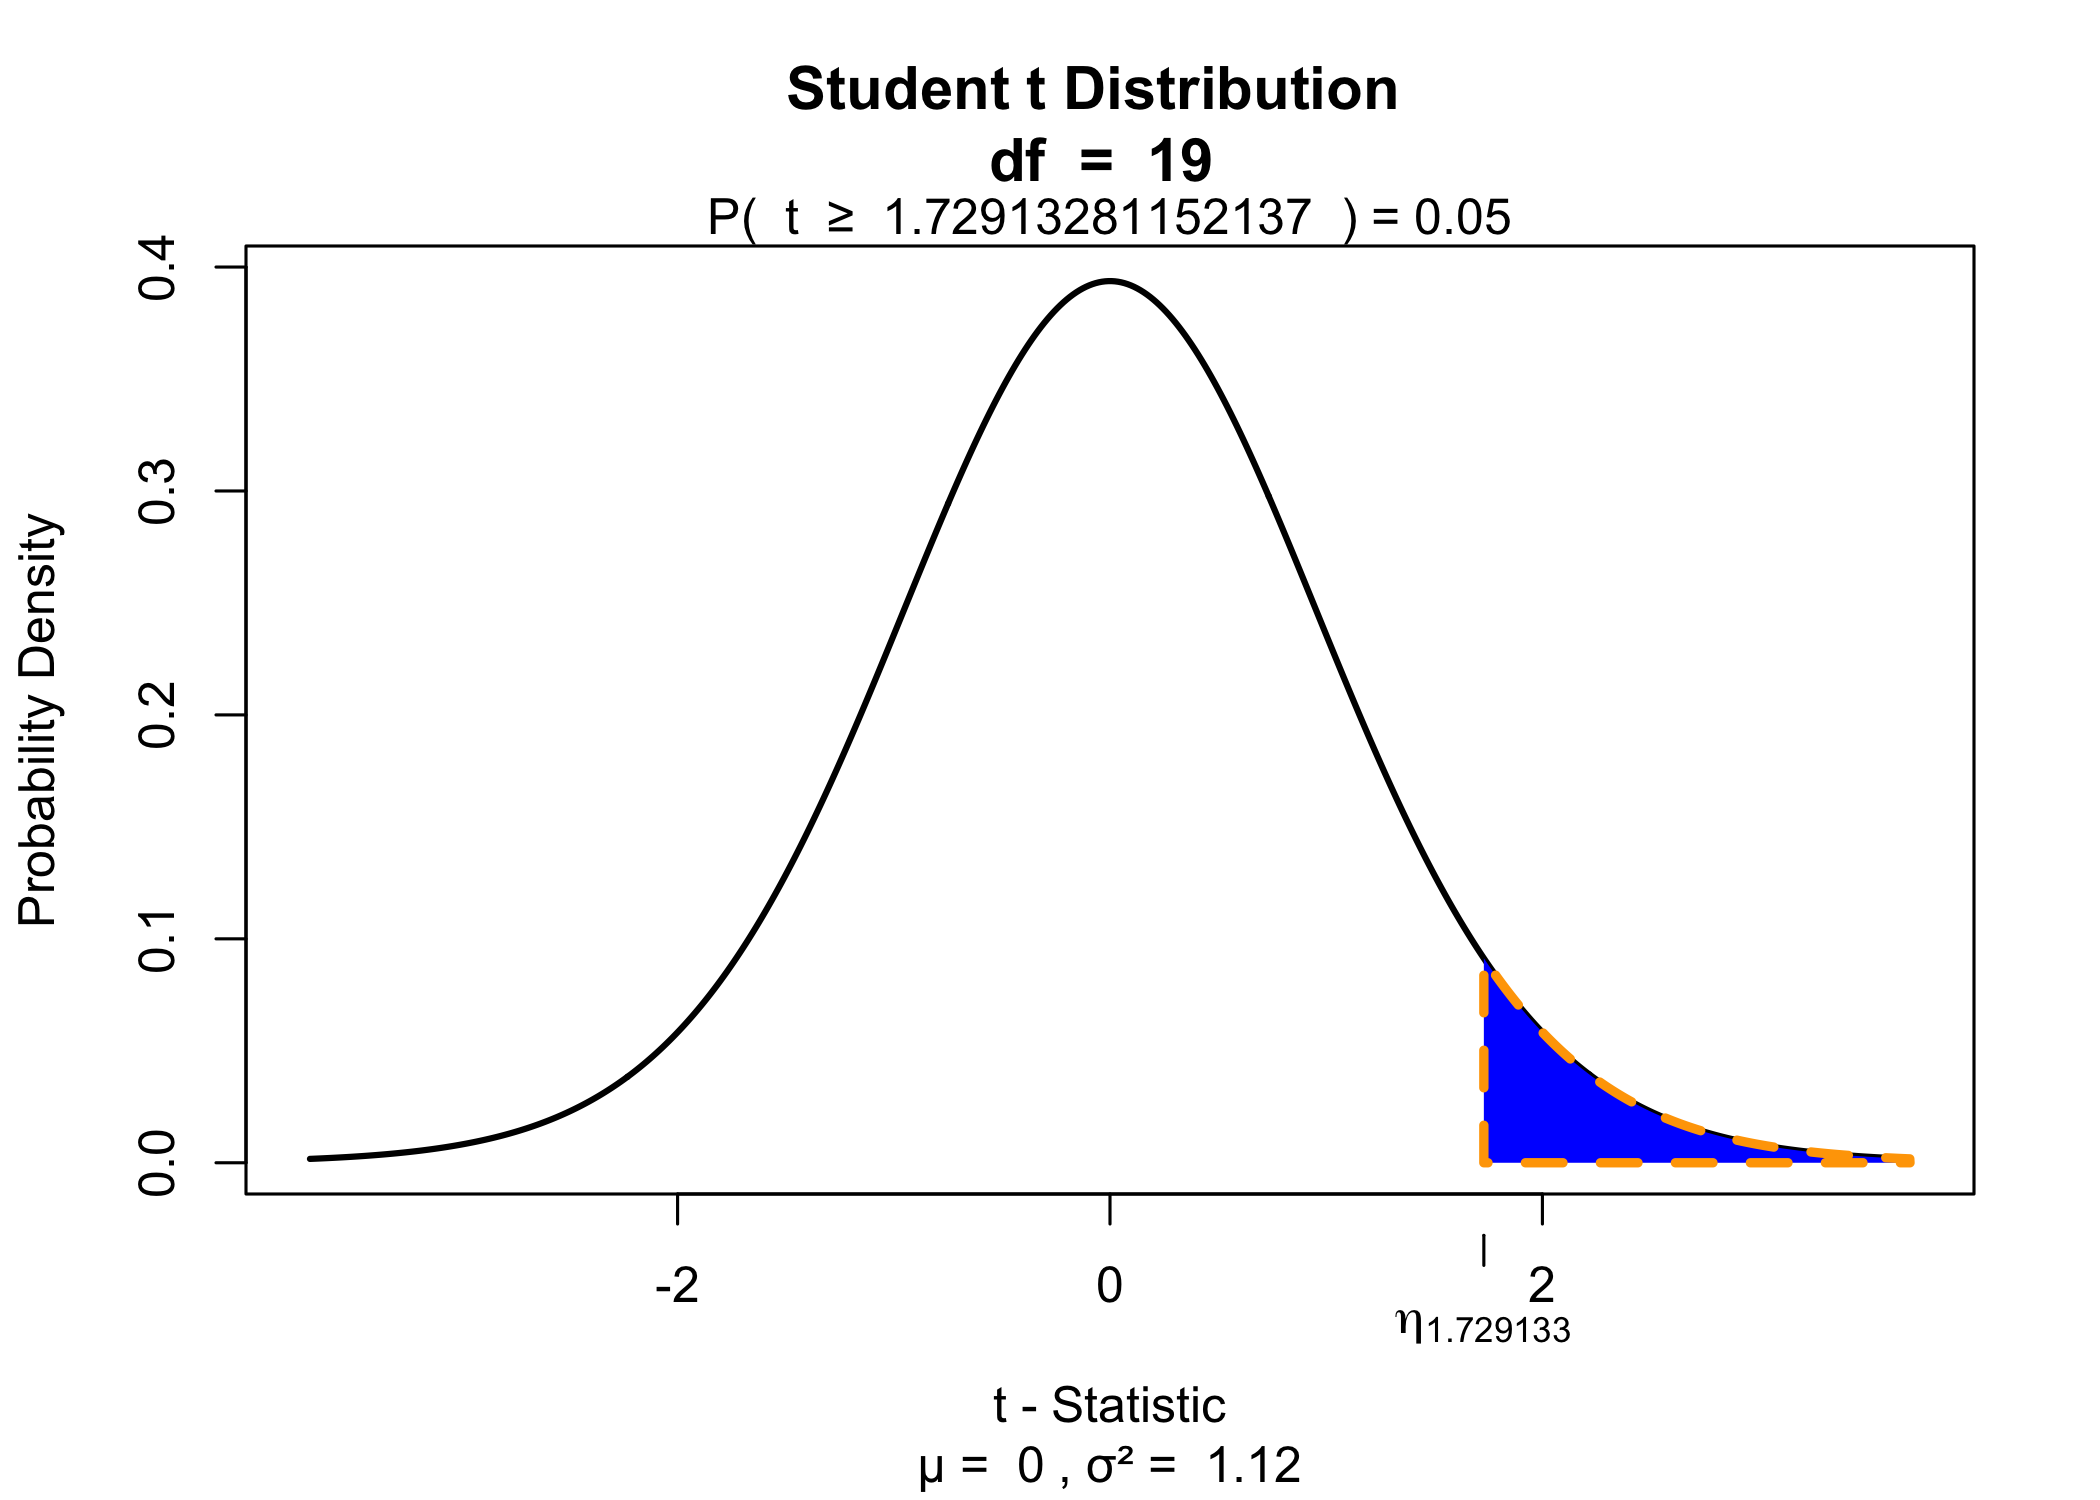 Student t Distribution
df = 19
P( t ≥ 1.72913281152137 ) = 0.05
Probability Density
0.4
0.3
0.2
0.1
0.0
-2 0 2
η1.729133
t - Statistic
μ = 0 , σ² = 1.12